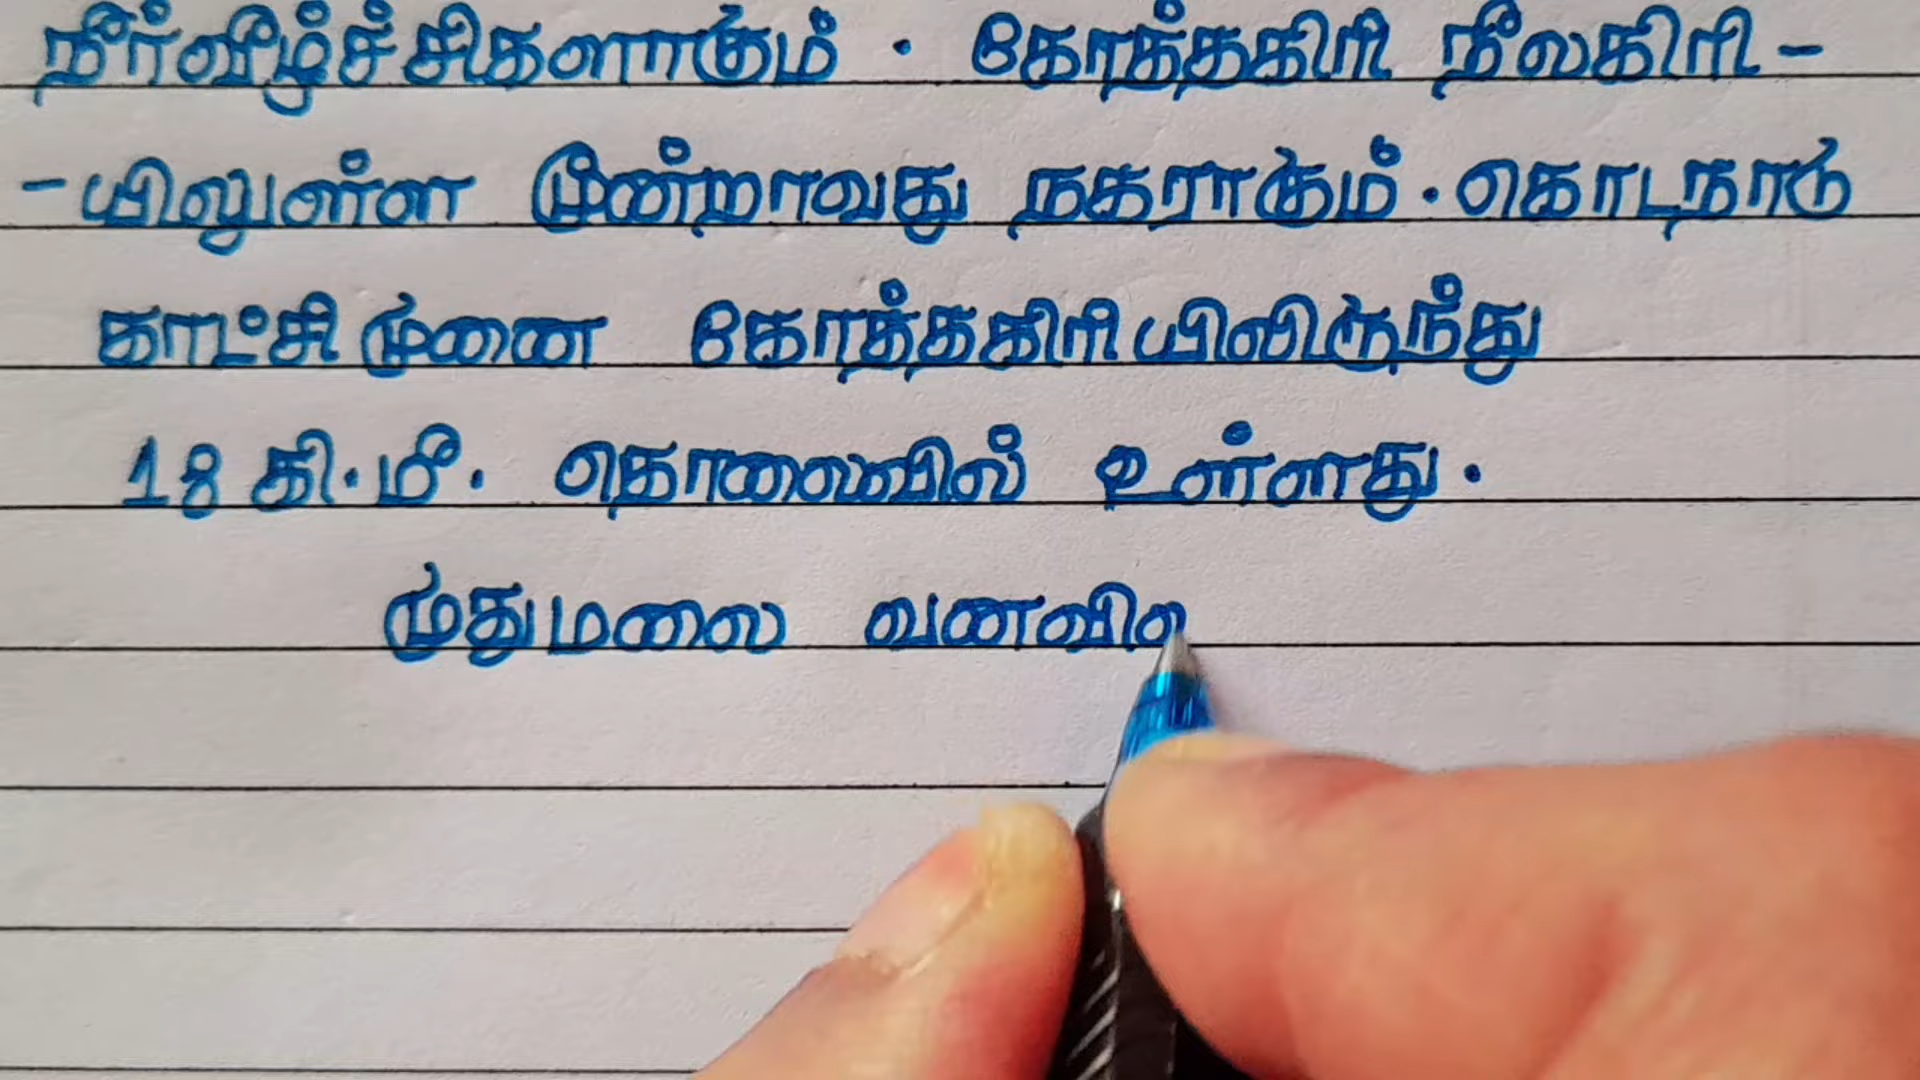 நீர்வீழ்ச்சிகளாகும் . கோத்தகிரி நீலகிரி -
- யிலுள்ள மூன்றாவது நகராகும் . கொடநாடு
காட்சி முனை கோத்தகிரியிலிருந்து
18 கி.மீ. தொலைவில் உள்ளது .
முதுமலை வனவில